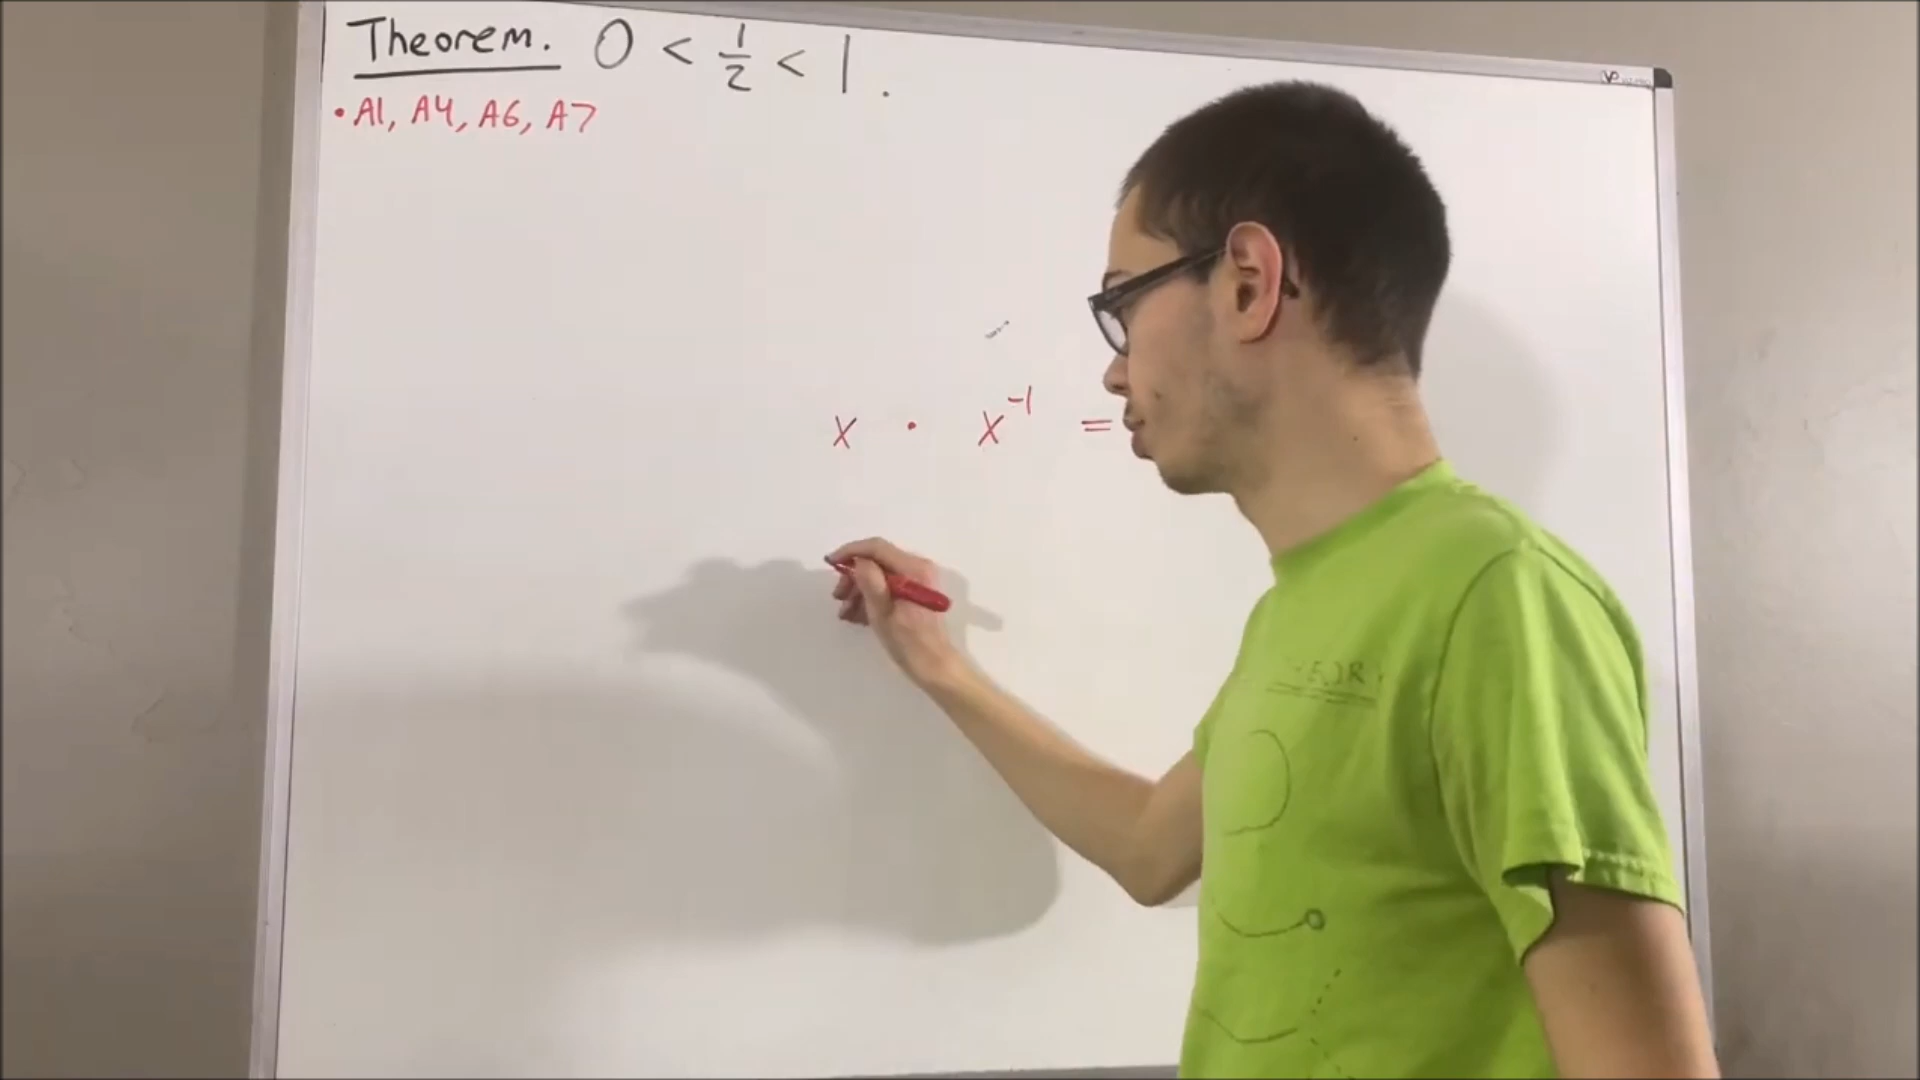 Theorem. 0 < 1/2 < 1.
• A1, A4, A6, A7
x · x⁻¹ =